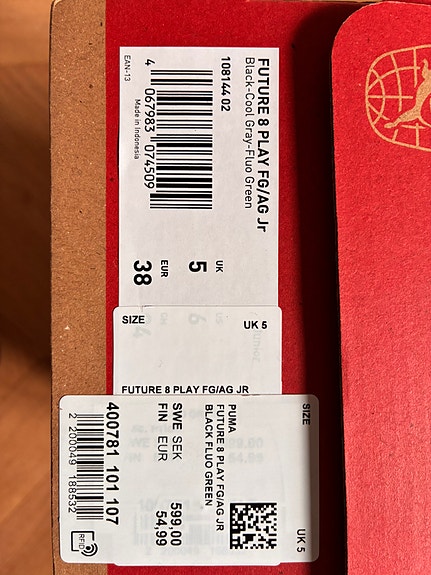 FUTURE 8 PLAY FG/AG Jr
Black-Cool Gray-Fluo Green
108144 02
EAN-13
4 067983 074509
Made in Indonesia
UK
5
EUR
38
SIZE
UK 5
FUTURE 8 PLAY FG/AG JR
SIZE
UK 5
PUMA
FUTURE 8 PLAY FG/AG JR
BLACK FLUO GREEN
SWE SEK 599,00
FIN EUR 54,99
400781 101 107
2 200049 188532
RFID